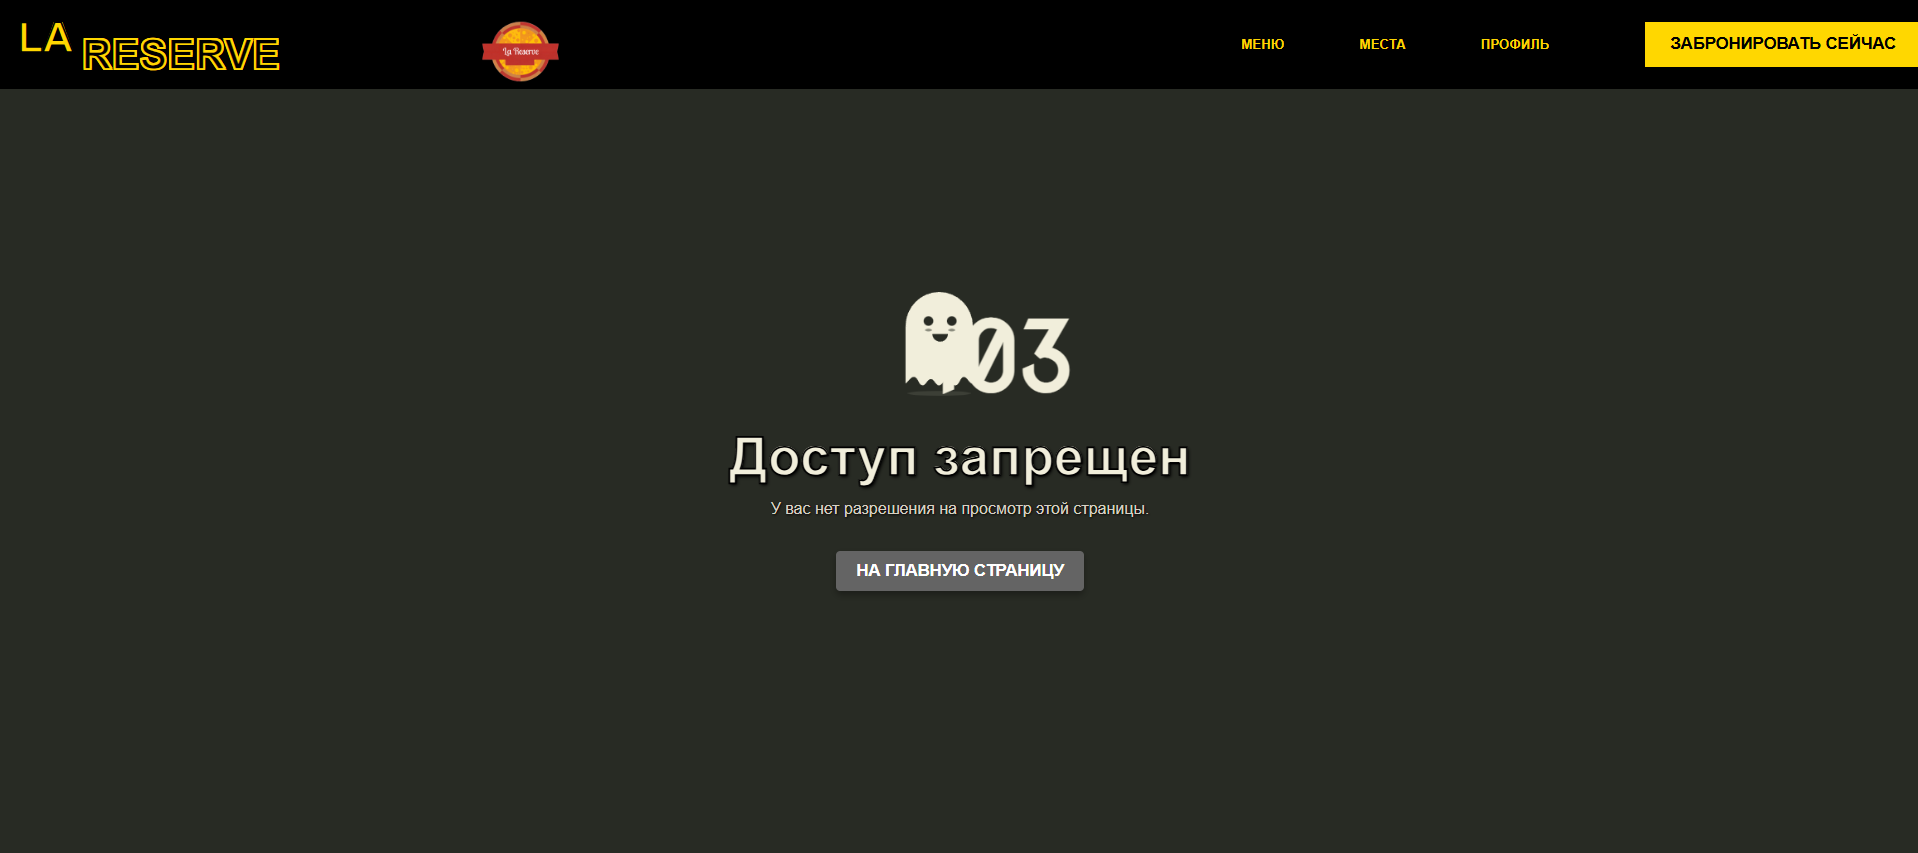 LA RESERVE
La Reserve
МЕНЮ
МЕСТА
ПРОФИЛЬ
ЗАБРОНИРОВАТЬ СЕЙЧАС
03
Доступ запрещен
У вас нет разрешения на просмотр этой страницы.
НА ГЛАВНУЮ СТРАНИЦУ